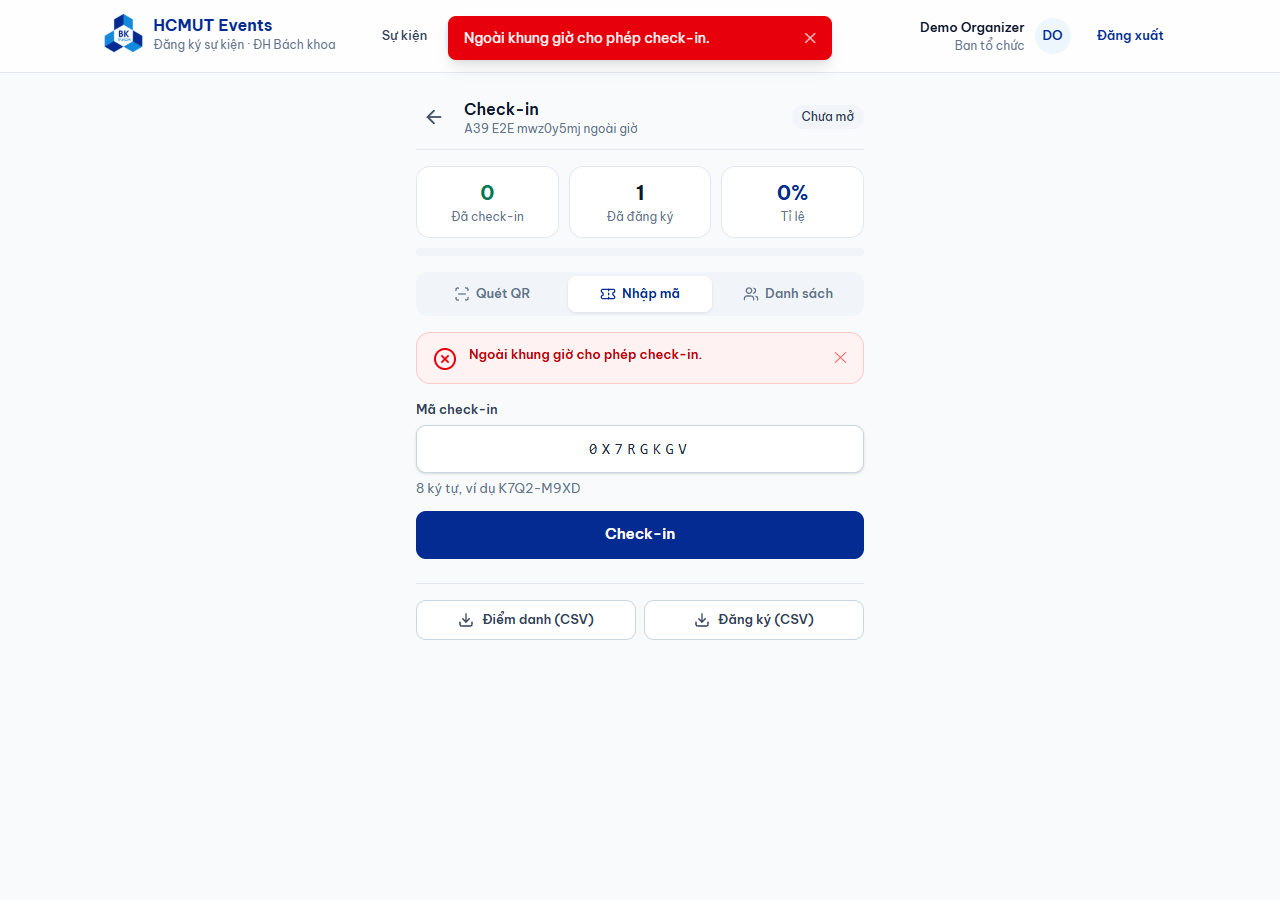 BK
TP.HCM
HCMUT Events
Đăng ký sự kiện · ĐH Bách khoa
Sự kiện
Ngoài khung giờ cho phép check-in.
Demo Organizer
Ban tổ chức
DO
Đăng xuất
Check-in
A39 E2E mwz0y5mj ngoài giờ
Chưa mở
0
Đã check-in
1
Đã đăng ký
0%
Tỉ lệ
Quét QR
Nhập mã
Danh sách
Ngoài khung giờ cho phép check-in.
Mã check-in
0X7RGKGV
8 ký tự, ví dụ K7Q2-M9XD
Check-in
Điểm danh (CSV)
Đăng ký (CSV)